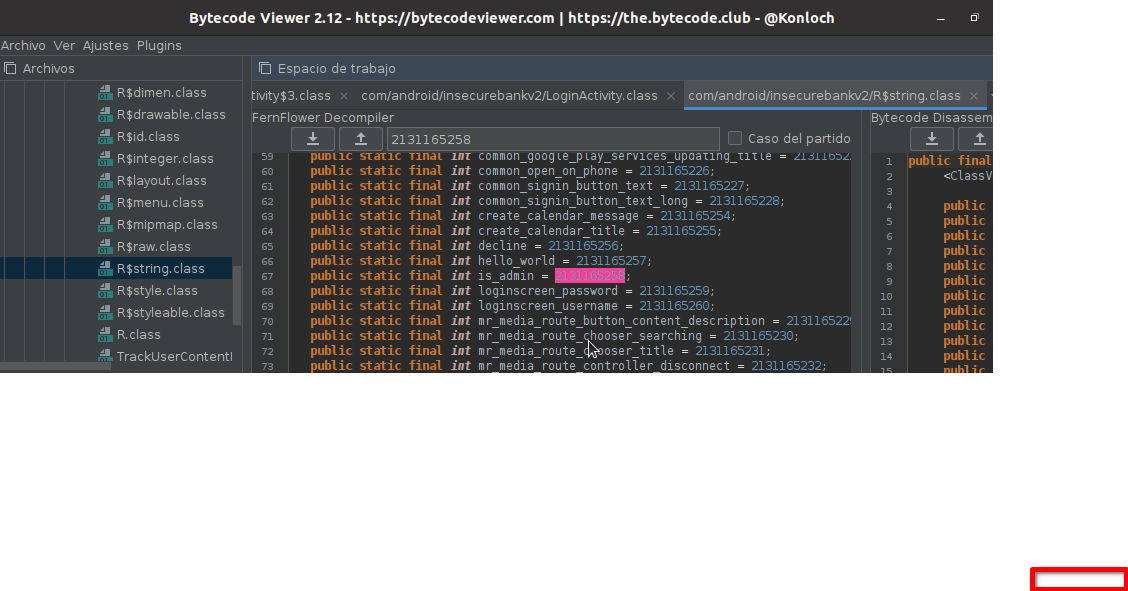 Bytecode Viewer 2.12 - https://bytecodeviewer.com | https://the.bytecode.club - @Konloch
Archivo Ver Ajustes Plugins
Archivos
Espacio de trabajo
R$dimen.class
R$drawable.class
R$id.class
R$integer.class
R$layout.class
R$menu.class
R$mipmap.class
R$raw.class
R$string.class
R$style.class
R$styleable.class
R.class
TrackUserContentI
tivity$3.class × com/android/insecurebankv2/LoginActivity.class × com/android/insecurebankv2/R$string.class ×
FernFlower Decompiler
2131165258 Caso del partido
59 public static final int common_google_play_services_updating_title = 21311652
60 public static final int common_open_on_phone = 2131165226;
61 public static final int common_signin_button_text = 2131165227;
62 public static final int common_signin_button_text_long = 2131165228;
63 public static final int create_calendar_message = 2131165254;
64 public static final int create_calendar_title = 2131165255;
65 public static final int decline = 2131165256;
66 public static final int hello_world = 2131165257;
67 public static final int is_admin = 2131165258;
68 public static final int loginscreen_password = 2131165259;
69 public static final int loginscreen_username = 2131165260;
70 public static final int mr_media_route_button_content_description = 213116522
71 public static final int mr_media_route_chooser_searching = 2131165230;
72 public static final int mr_media_route_chooser_title = 2131165231;
73 public static final int mr_media_route_controller_disconnect = 2131165232;
Bytecode Disassem
1 public final
2 <ClassV
3
4 public
5 public
6 public
7 public
8 public
9 public
10 public
11 public
12 public
13 public
14 public
15 public